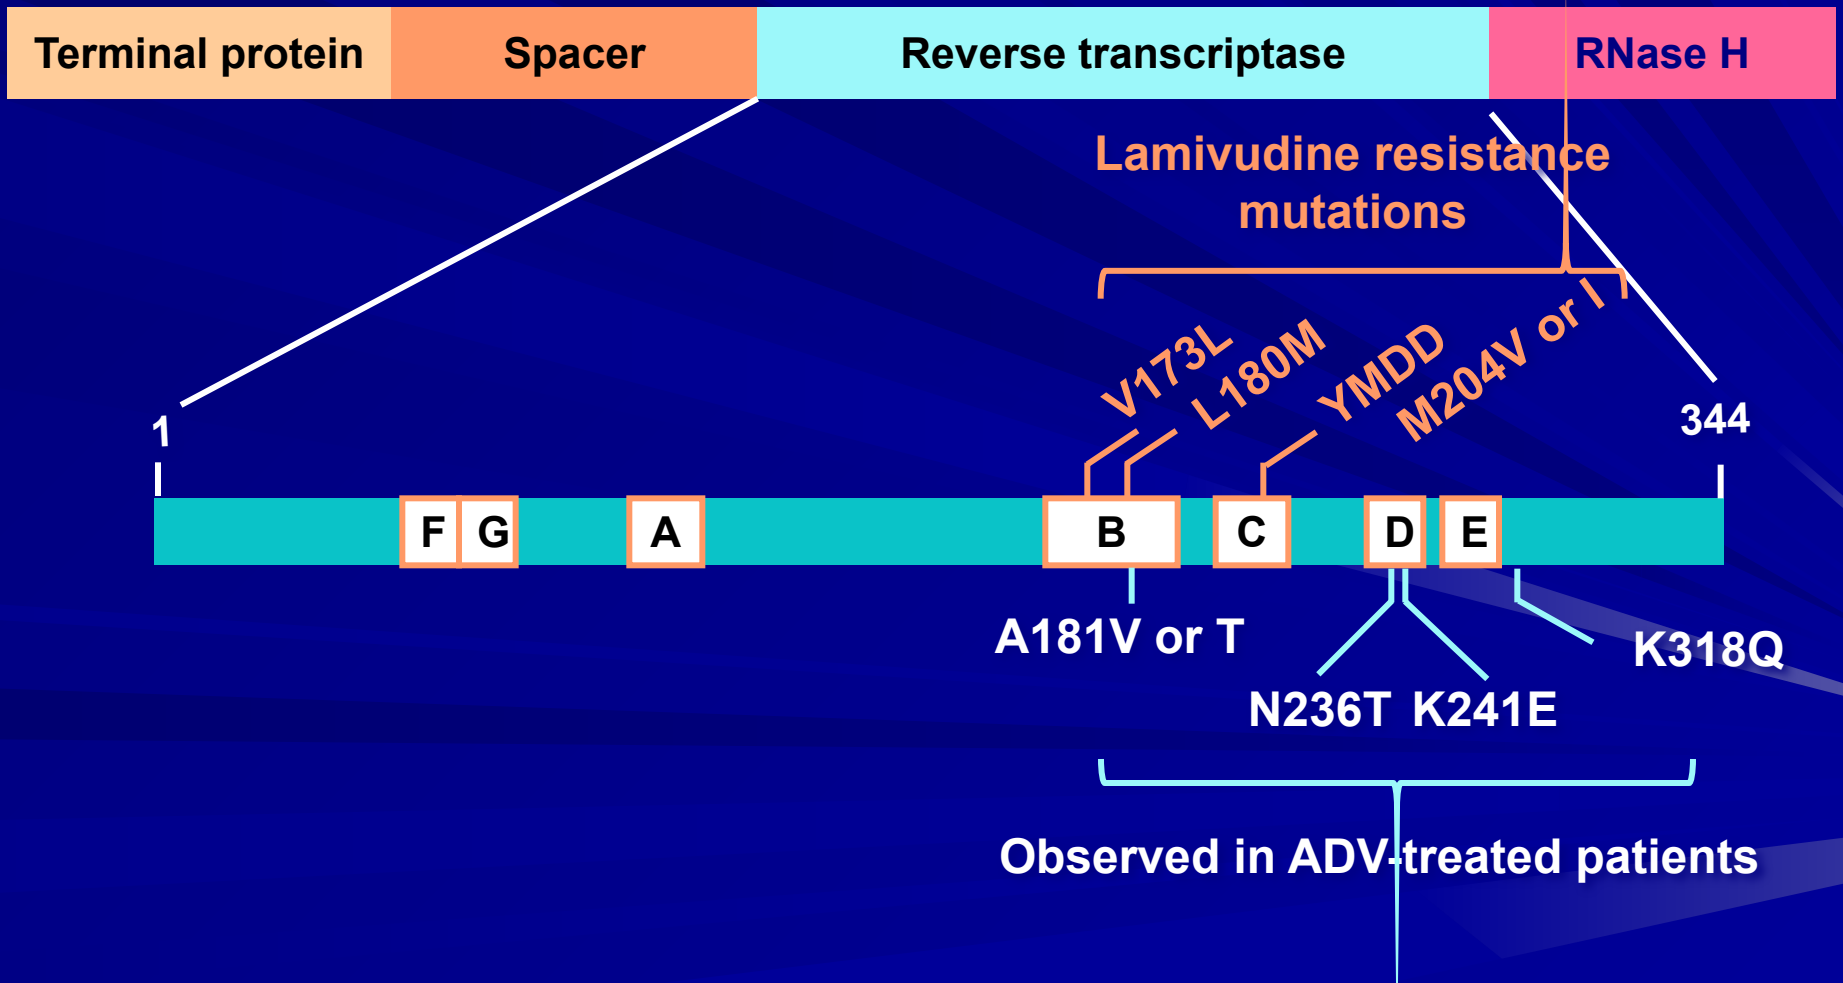 Terminal protein
Spacer
Reverse transcriptase
RNase H
Lamivudine resistance
mutations
V173L
L180M
YMDD
M204V or I
1
344
F
G
A
B
C
D
E
A181V or T
K318Q
N236T
K241E
Observed in ADV-treated patients